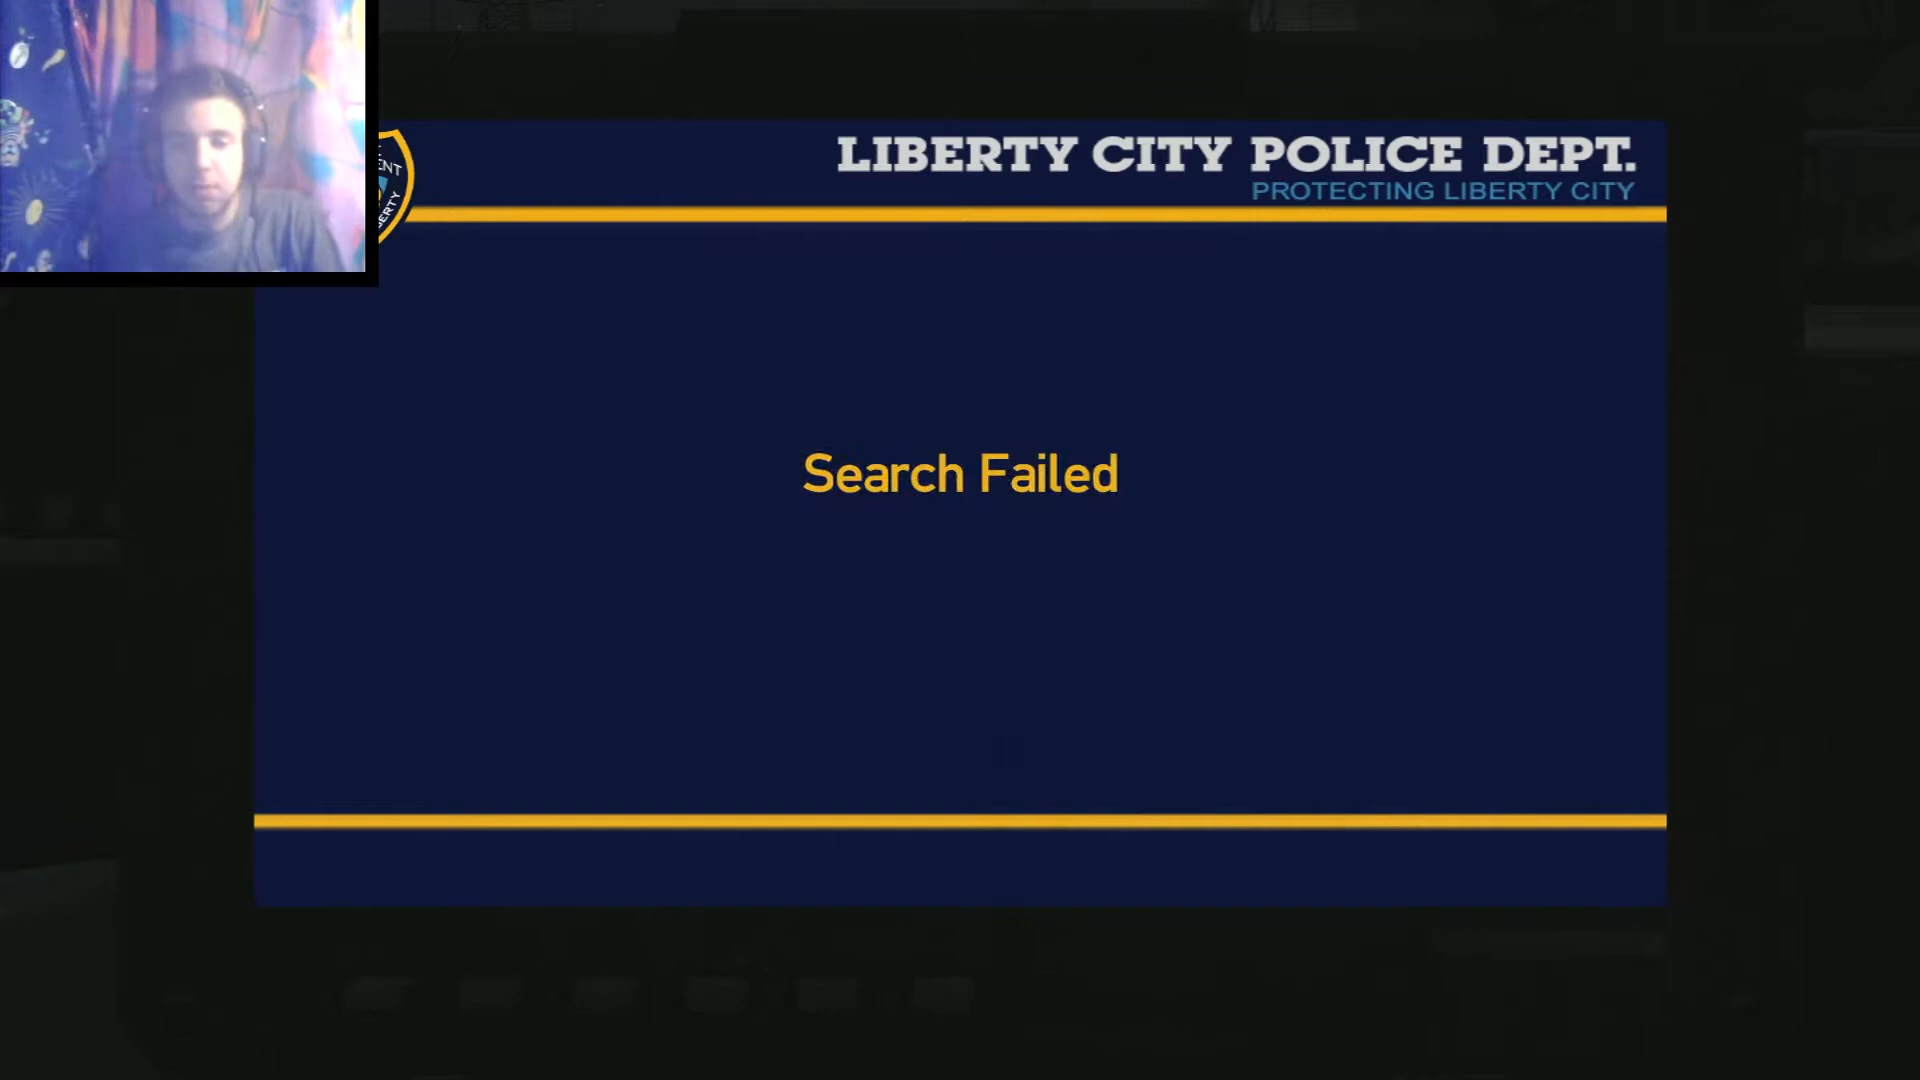 LIBERTY CITY POLICE DEPT.
PROTECTING LIBERTY CITY
Search Failed